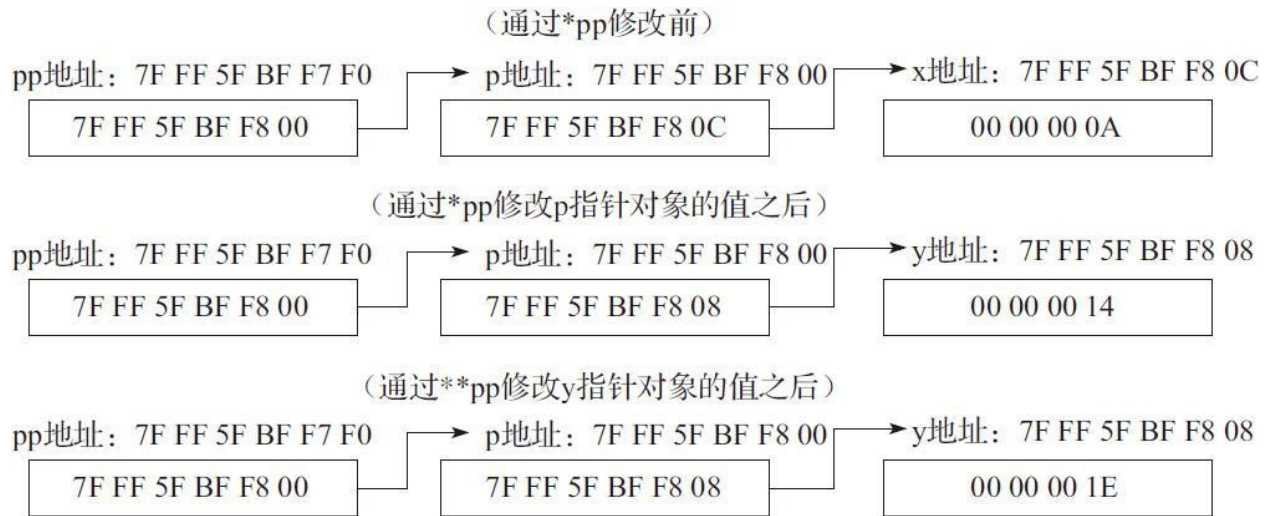 （通过*pp修改前）
pp地址：7F FF 5F BF F7 F0 p地址：7F FF 5F BF F8 00 x地址：7F FF 5F BF F8 0C
7F FF 5F BF F8 00 7F FF 5F BF F8 0C 00 00 00 0A
（通过*pp修改p指针对象的值之后）
pp地址：7F FF 5F BF F7 F0 p地址：7F FF 5F BF F8 00 y地址：7F FF 5F BF F8 08
7F FF 5F BF F8 00 7F FF 5F BF F8 08 00 00 00 14
（通过**pp修改y指针对象的值之后）
pp地址：7F FF 5F BF F7 F0 p地址：7F FF 5F BF F8 00 y地址：7F FF 5F BF F8 08
7F FF 5F BF F8 00 7F FF 5F BF F8 08 00 00 00 1E